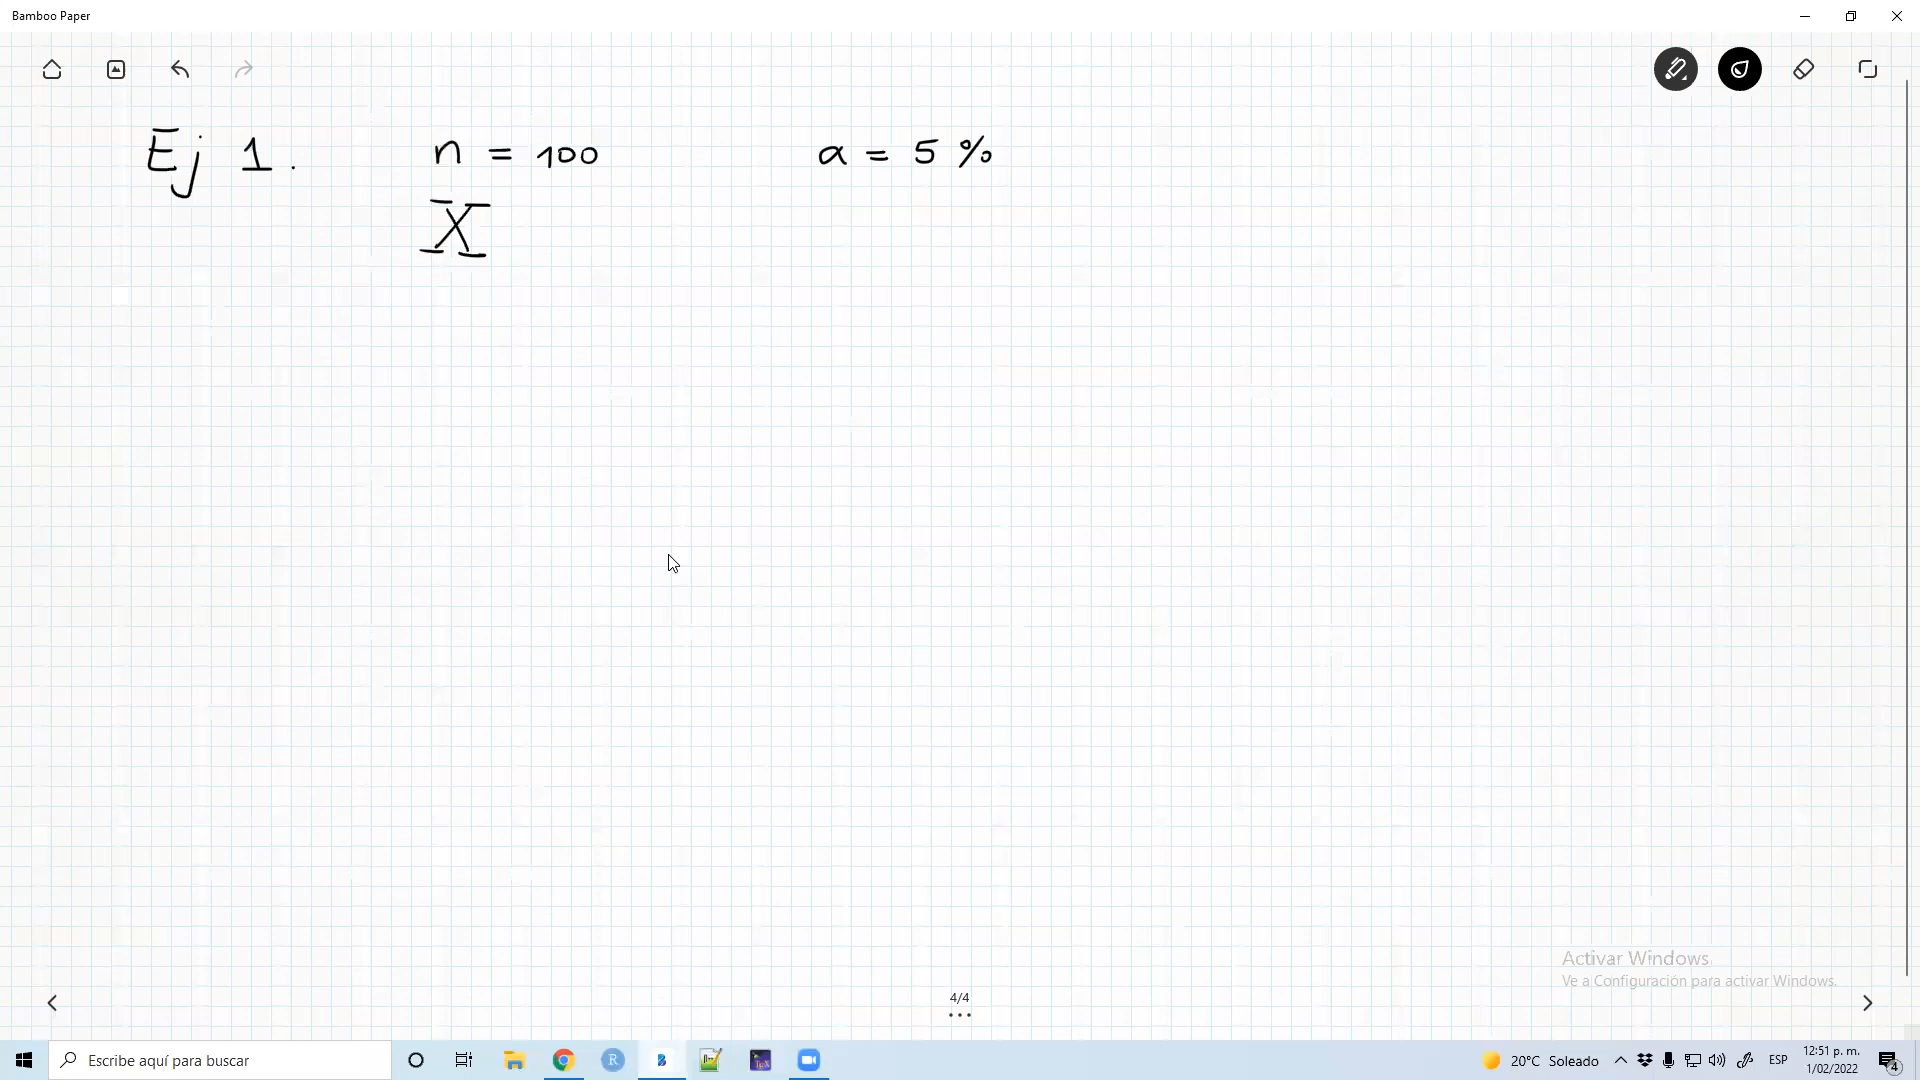 Bamboo Paper
Ej 1. n = 100 a = 5 %
X
Activar Windows
Ve a Configuración para activar Windows.
4/4
Escribe aquí para buscar
20°C Soleado
ESP
12:51 p. m.
1/02/2022
4